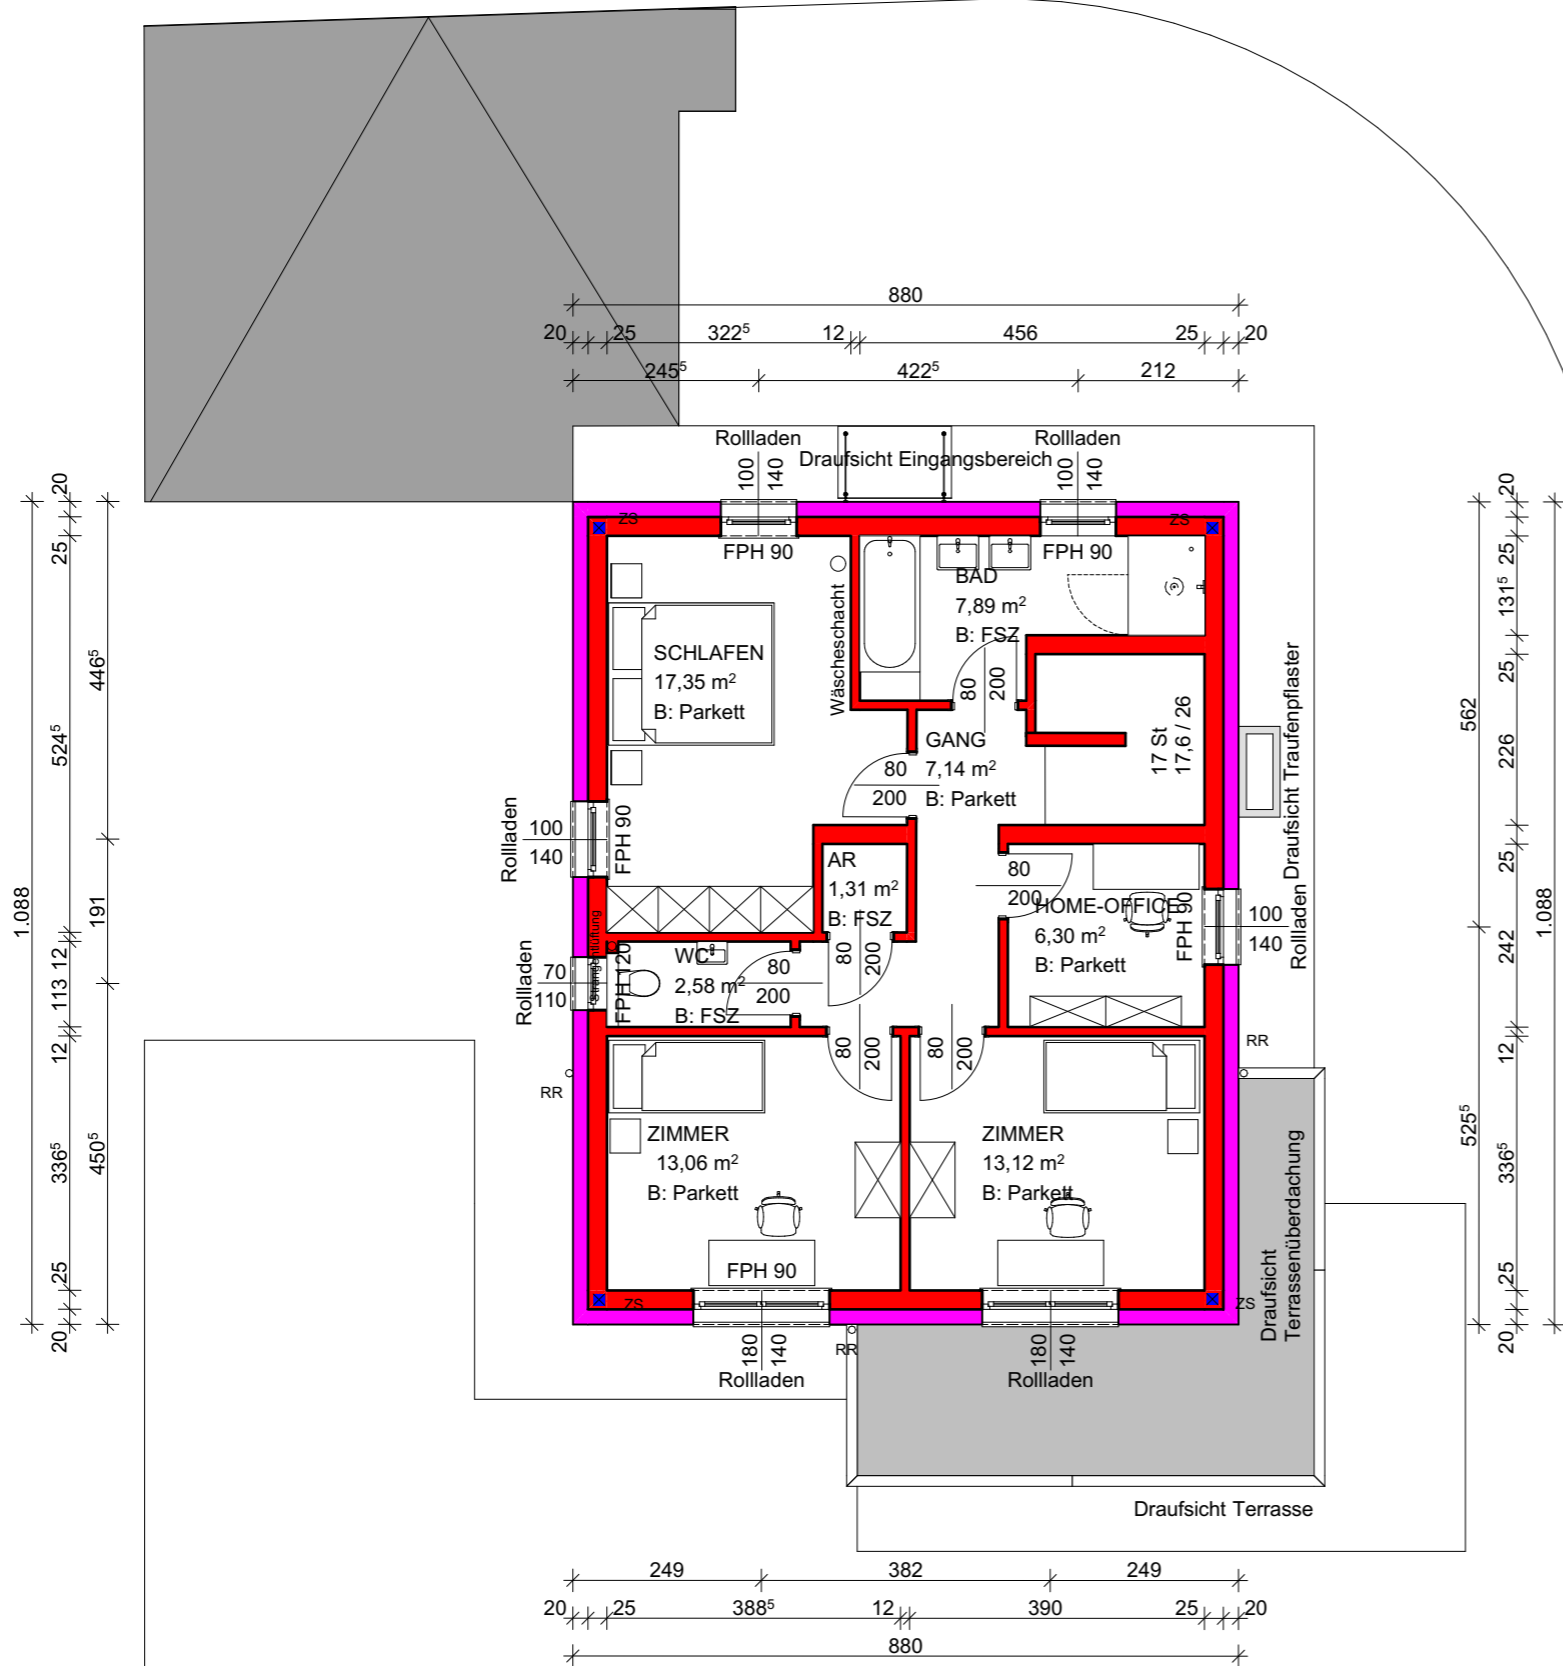 880
20
25
322⁵
12
456
25
20
245⁵
422⁵
212
Rollladen
100
140
Draufsicht Eingangsbereich
Rollladen
100
140
ZS
ZS
FPH 90
FPH 90
BAD
7,89 m²
B: FSZ
80
200
Wäscheschacht
SCHLAFEN
17,35 m²
B: Parkett
GANG
7,14 m²
B: Parkett
80
200
17 St
17,6 / 26
Draufsicht Traufenpflaster
Rollladen
100
140
FPH 90
AR
1,31 m²
B: FSZ
80
200
80
200
HOME-OFFICE
6,30 m²
B: Parkett
FPH 90
100
140
Rollladen
Strangentlüftung
Rollladen
70
110
FPH 120
WC
2,58 m²
B: FSZ
80
200
80
200
80
200
RR
RR
ZIMMER
13,06 m²
B: Parkett
ZIMMER
13,12 m²
B: Parkett
FPH 90
ZS
ZS
Draufsicht
Terrassenüberdachung
RR
180
140
Rollladen
180
140
Rollladen
Draufsicht Terrasse
1.088
20
25
524⁵
12
113
12
336⁵
25
20
446⁵
191
450⁵
562
525⁵
20
25
131⁵
25
226
25
242
12
336⁵
25
20
1.088
249
382
249
20
25
388⁵
12
390
25
20
880